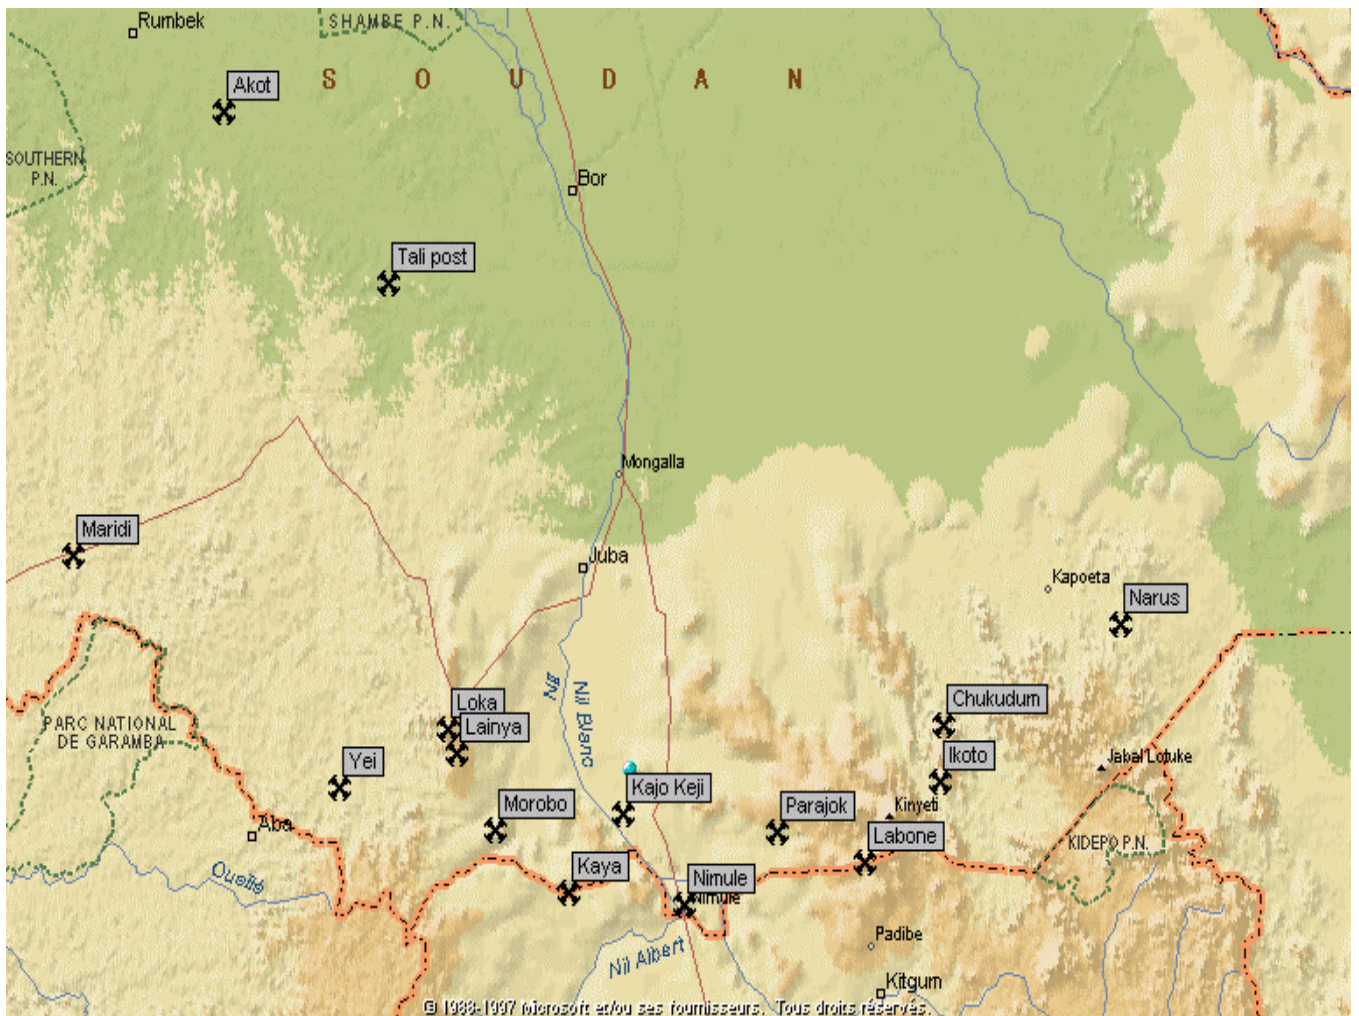 Rumbek
SHAMBE P.N.
Akot
SOUDAN
SOUTHERN
P.N.
Bor
Tali post
Mongalla
Maridi
Juba
Kapoeta
Narus
Nil Blanc
Nil
Loka
Lainya
Chukudum
PARC NATIONAL
DE GARAMBA
Yei
Ikoto
Jabal Lotuke
Kajo Keji
Morobo
Parajok
Kinyeti
Aba
Labone
KIDEPO P.N.
Kaya
Ouellé
Nimule
Nimule
Padibe
Nil Albert
Kitgum
© 1988-1997 Microsoft et/ou ses fournisseurs. Tous droits réservés.